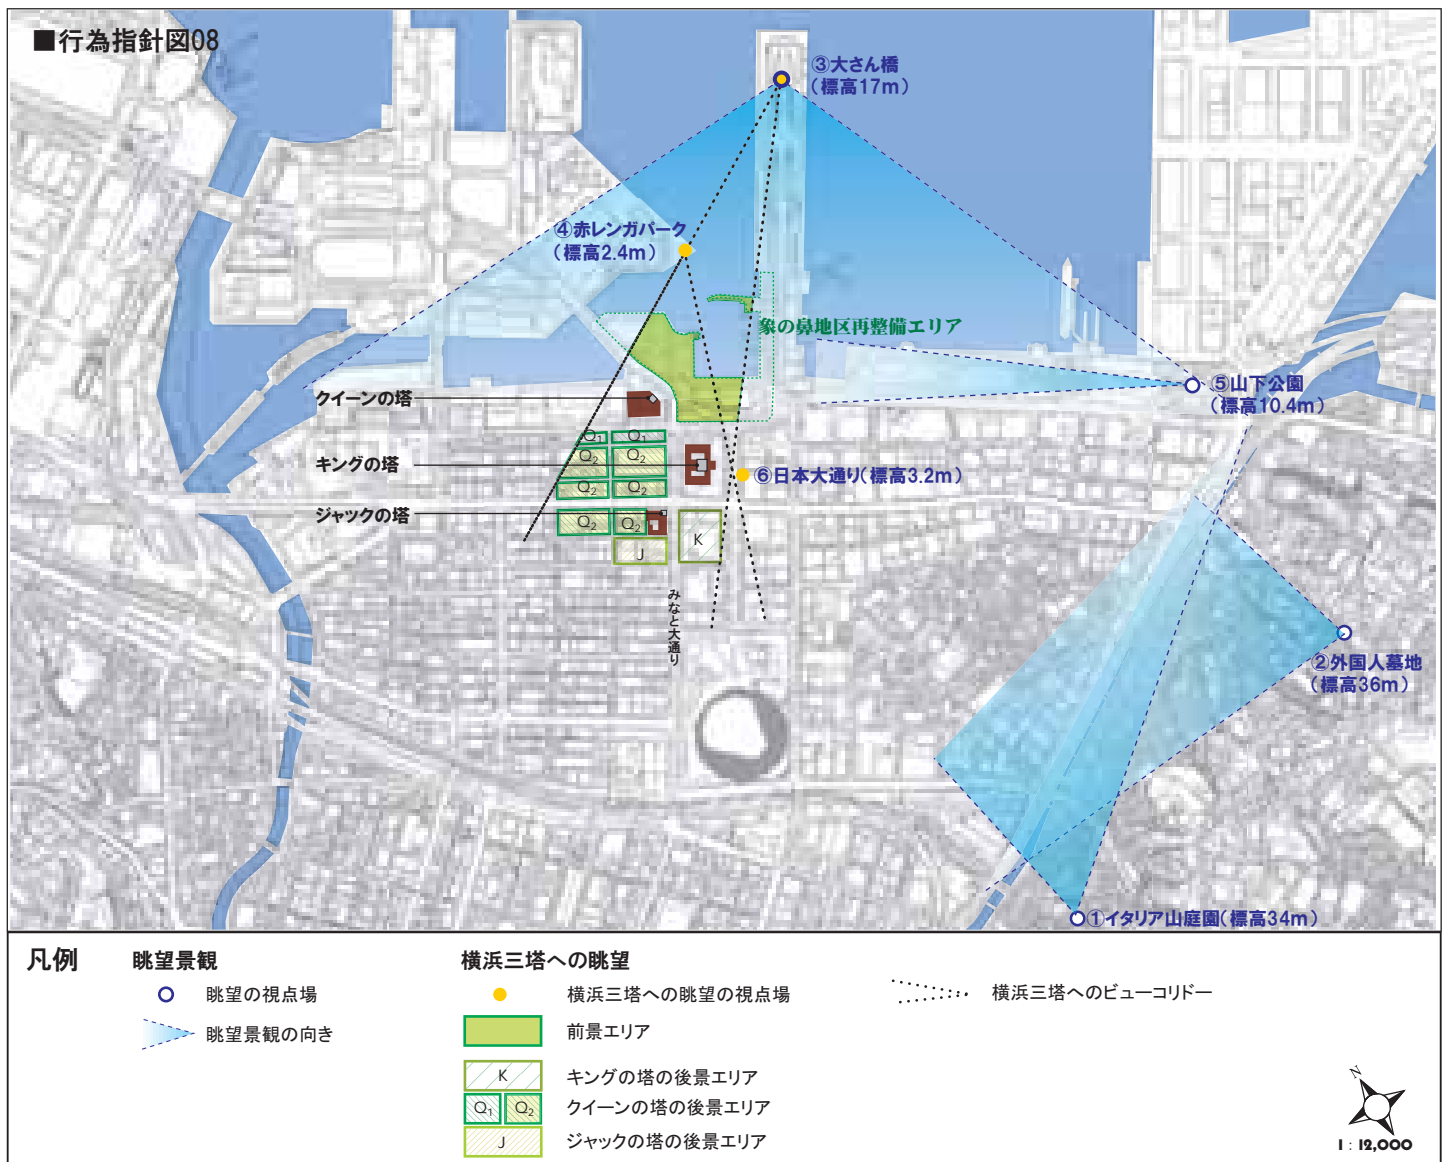 ■行為指針図08
③大さん橋
（標高17m）
④赤レンガパーク
（標高2.4m）
象の鼻地区再整備エリア
⑤山下公園
（標高10.4m）
クイーンの塔
Q1 Q1
Q2 Q2
キングの塔
⑥日本大通り（標高3.2m）
Q2 Q2
ジャックの塔
Q2 Q2
K
J
みなと大通り
②外国人墓地
（標高36m）
①イタリア山庭園（標高34m）
凡例
眺望景観
眺望の視点場
眺望景観の向き
横浜三塔への眺望
横浜三塔への眺望の視点場
前景エリア
K キングの塔の後景エリア
Q1 Q2 クイーンの塔の後景エリア
J ジャックの塔の後景エリア
横浜三塔へのビューコリドー
N
1 : 12,000